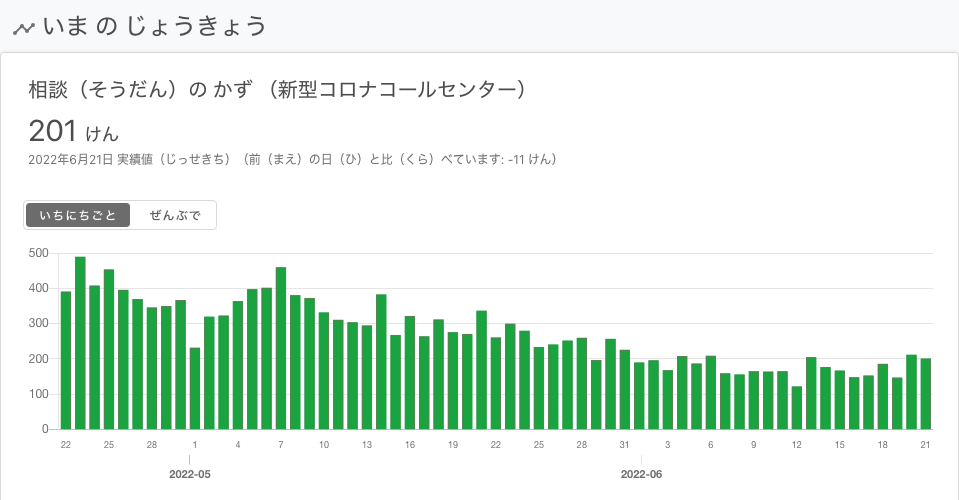 いま の じょうきょう
相談（そうだん）の かず （新型コロナコールセンター）
201 けん
2022年6月21日 実績値（じっせきち）（前（まえ）の日（ひ）と比（くら）べています: -11 けん）
いちにちごと ぜんぶで
500
400
300
200
100
0
22 25 28 1 4 7 10 13 16 19 22 25 28 31 3 6 9 12 15 18 21
2022-05 2022-06